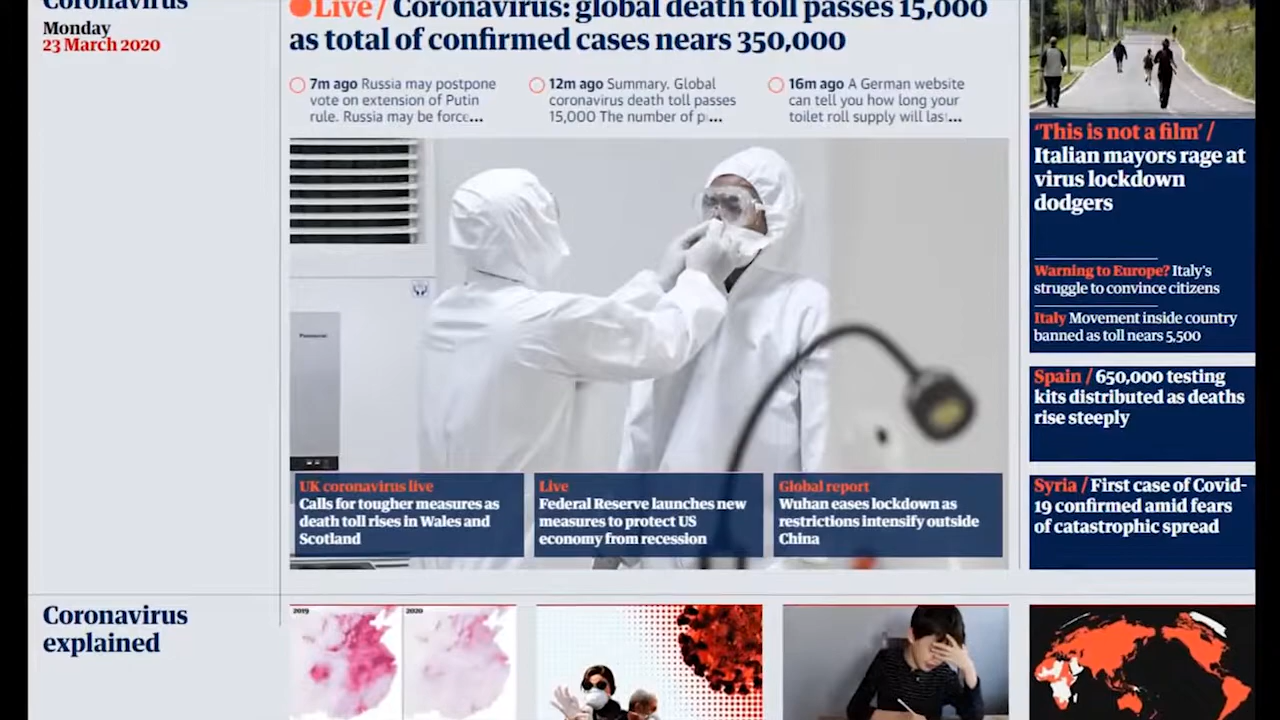 Coronavirus
Monday
23 March 2020
Live / Coronavirus: global death toll passes 15,000
as total of confirmed cases nears 350,000
7m ago Russia may postpone
vote on extension of Putin
rule. Russia may be force...
12m ago Summary. Global
coronavirus death toll passes
15,000 The number of p...
16m ago A German website
can tell you how long your
toilet roll supply will las...
UK coronavirus live
Calls for tougher measures as
death toll rises in Wales and
Scotland
Live
Federal Reserve launches new
measures to protect US
economy from recession
Global report
Wuhan eases lockdown as
restrictions intensify outside
China
‘This is not a film’ /
Italian mayors rage at
virus lockdown
dodgers
Warning to Europe? Italy’s
struggle to convince citizens
Italy Movement inside country
banned as toll nears 5,500
Spain / 650,000 testing
kits distributed as deaths
rise steeply
Syria / First case of Covid-
19 confirmed amid fears
of catastrophic spread
Coronavirus
explained
2019
2020